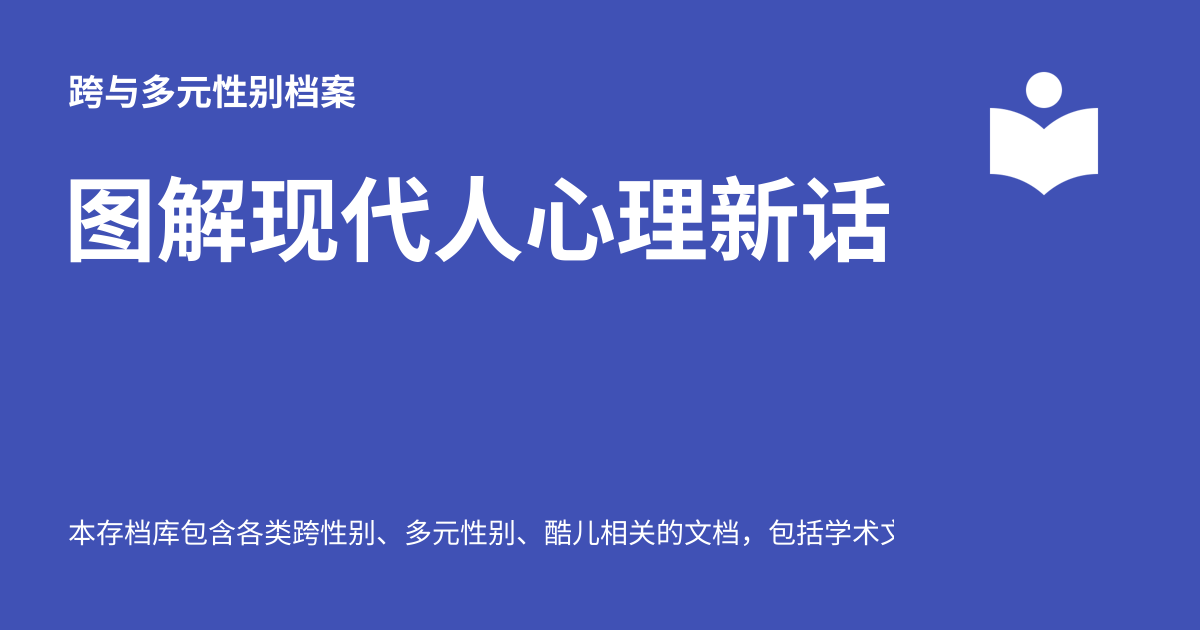 跨与多元性别档案
图解现代人心理新话
本存档库包含各类跨性别、多元性别、酷儿相关的文档，包括学术